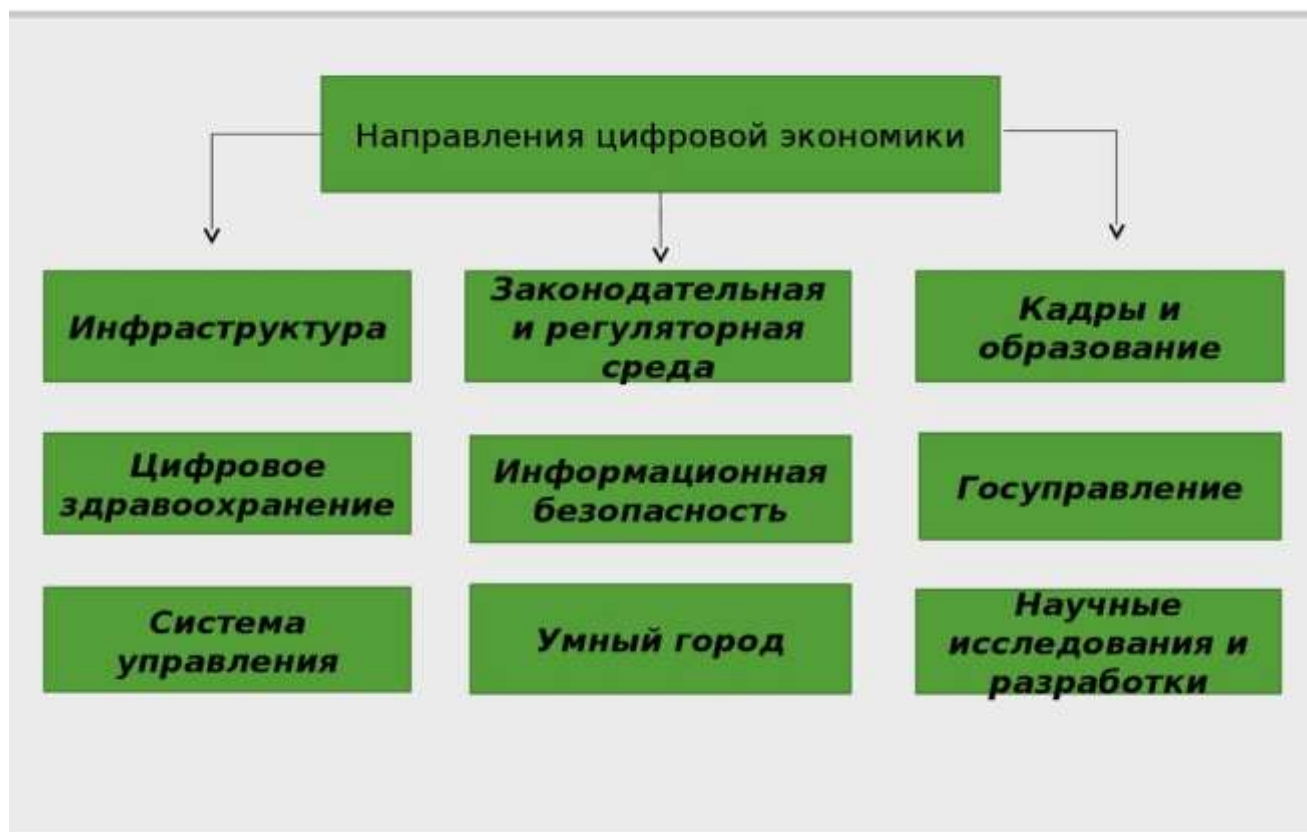 Направления цифровой экономики
Инфраструктура
Законодательная
и регуляторная
среда
Кадры и
образование
Цифровое
здравоохранение
Информационная
безопасность
Госуправление
Система
управления
Умный город
Научные
исследования и
разработки